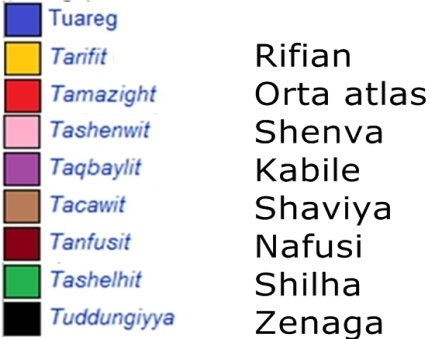 Tuareg
Tarifit Rifian
Tamazight Orta atlas
Tashenwit Shenva
Taqbaylit Kabile
Tacawit Shaviya
Tanfusit Nafusi
Tashelhit Shilha
Tuddungiyya Zenaga